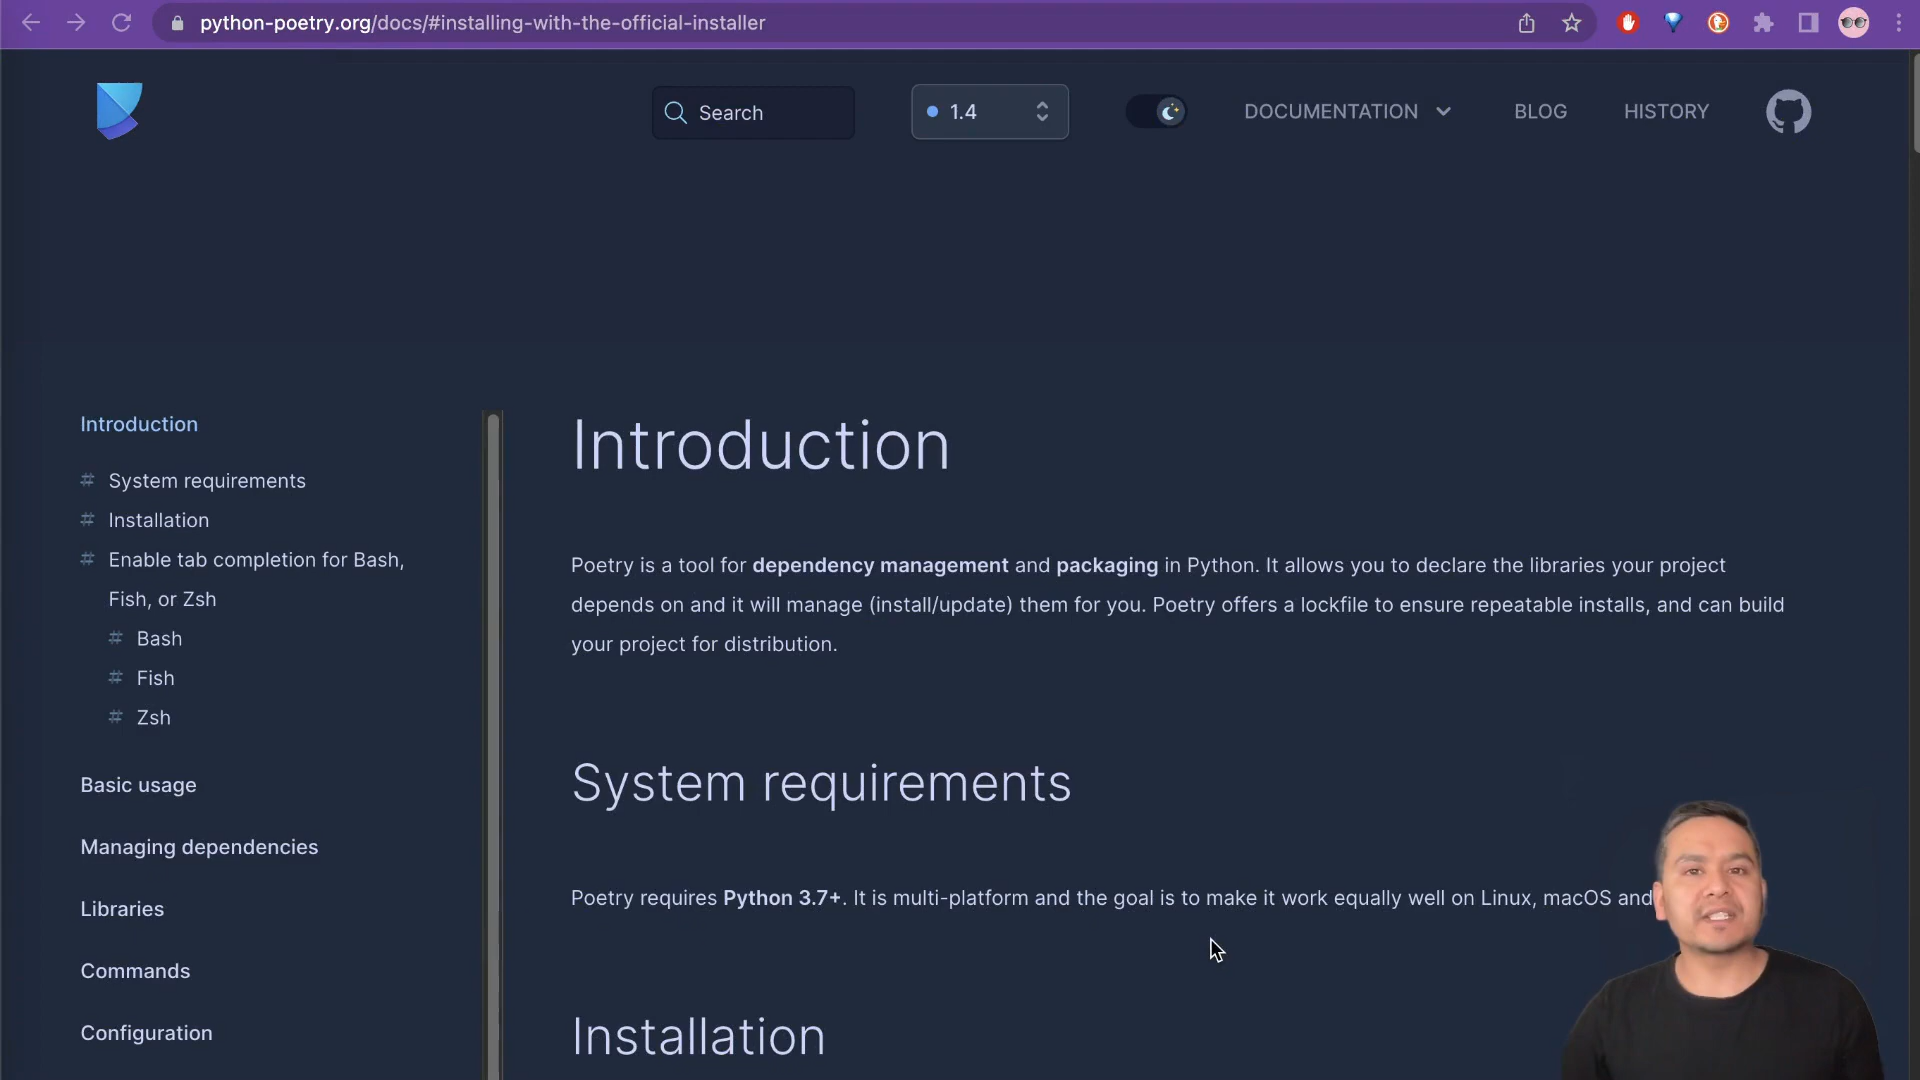 python-poetry.org/docs/#installing-with-the-official-installer
Search
1.4
DOCUMENTATION
BLOG
HISTORY
Introduction
# System requirements
# Installation
# Enable tab completion for Bash,
Fish, or Zsh
# Bash
# Fish
# Zsh
Basic usage
Managing dependencies
Libraries
Commands
Configuration
Introduction
Poetry is a tool for dependency management and packaging in Python. It allows you to declare the libraries your project
depends on and it will manage (install/update) them for you. Poetry offers a lockfile to ensure repeatable installs, and can build
your project for distribution.
System requirements
Poetry requires Python 3.7+. It is multi-platform and the goal is to make it work equally well on Linux, macOS and
Installation